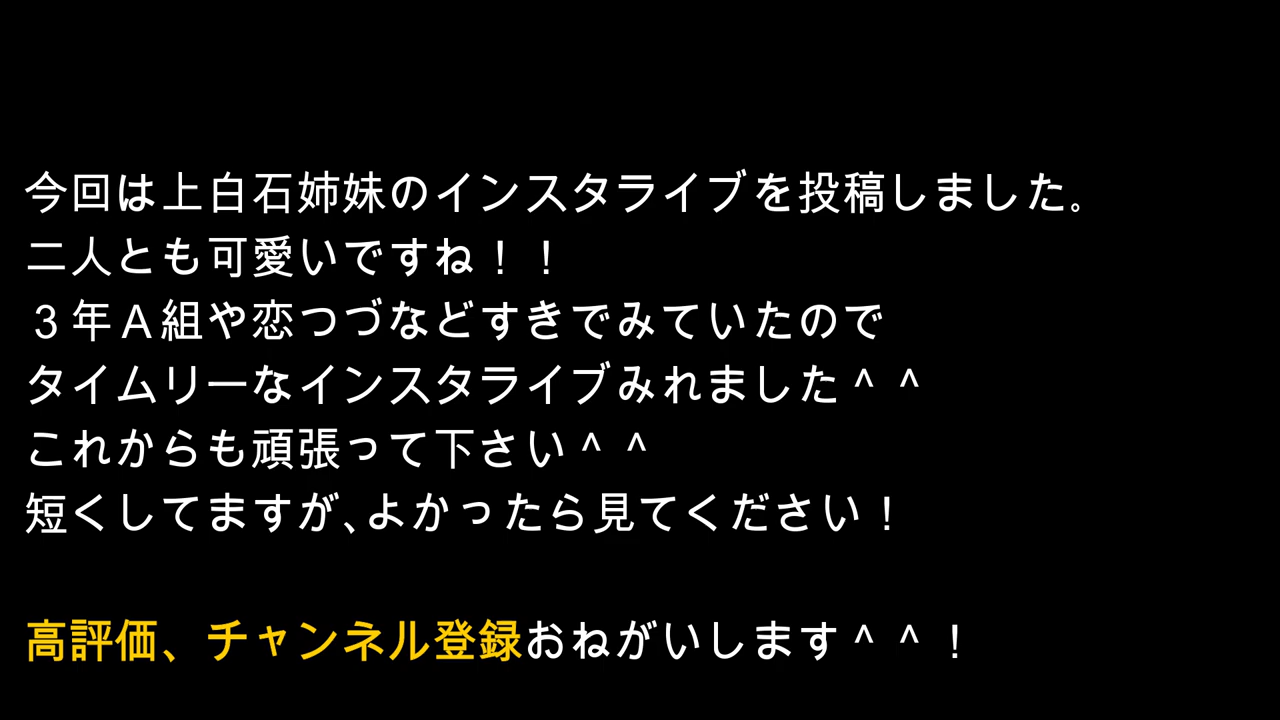 今回は上白石姉妹のインスタライブを投稿しました。
二人とも可愛いですね！！
３年Ａ組や恋つづなどすきでみていたので
タイムリーなインスタライブみれました＾＾
これからも頑張って下さい＾＾
短くしてますが、よかったら見てください！
高評価、チャンネル登録おねがいします＾＾！